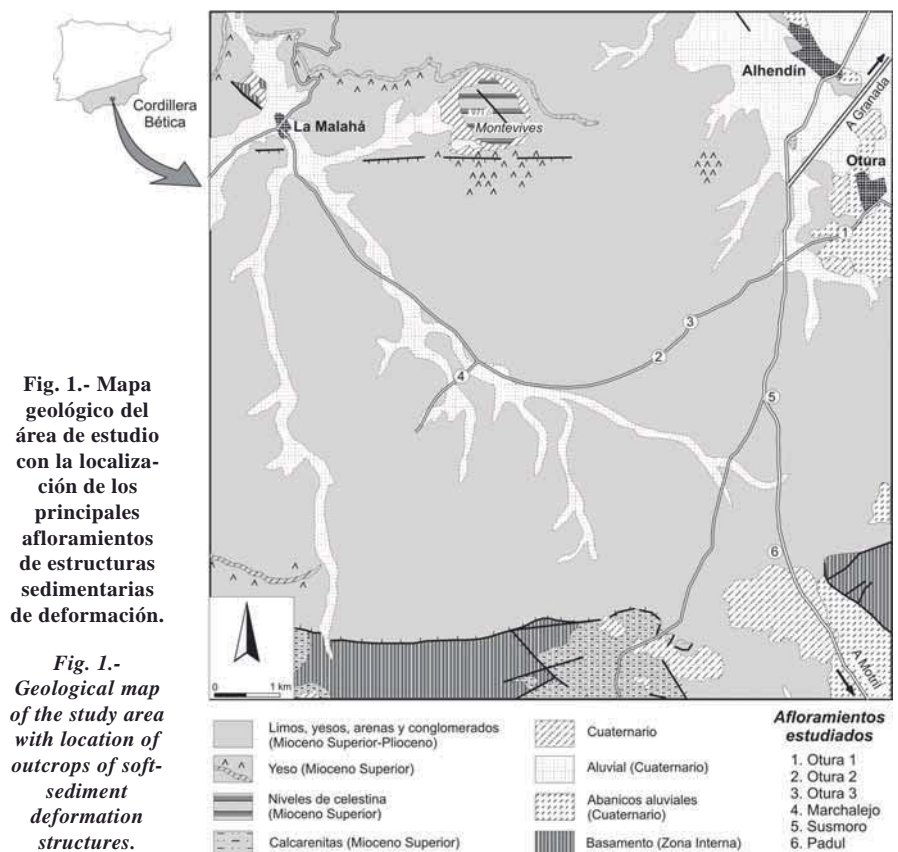 Cordillera
Bética
Alhendín
A Granada
La Malahá
971
Montevives
Otura
1
3
2
4
5
6
A Motril
0 1 km
Fig. 1.- Mapa
geológico del
área de estudio
con la localiza-
ción de los
principales
afloramientos
de estructuras
sedimentarias
de deformación.
Fig. 1.-
Geological map
of the study area
with location of
outcrops of soft-
sediment
deformation
structures.
Limos, yesos, arenas y conglomerados
(Mioceno Superior-Plioceno)
Yeso (Mioceno Superior)
Niveles de celestina
(Mioceno Superior)
Calcarenitas (Mioceno Superior)
Cuaternario
Aluvial (Cuaternario)
Abanicos aluviales
(Cuaternario)
Basamento (Zona Interna)
Afloramientos
estudiados
1. Otura 1
2. Otura 2
3. Otura 3
4. Marchalejo
5. Susmoro
6. Padul